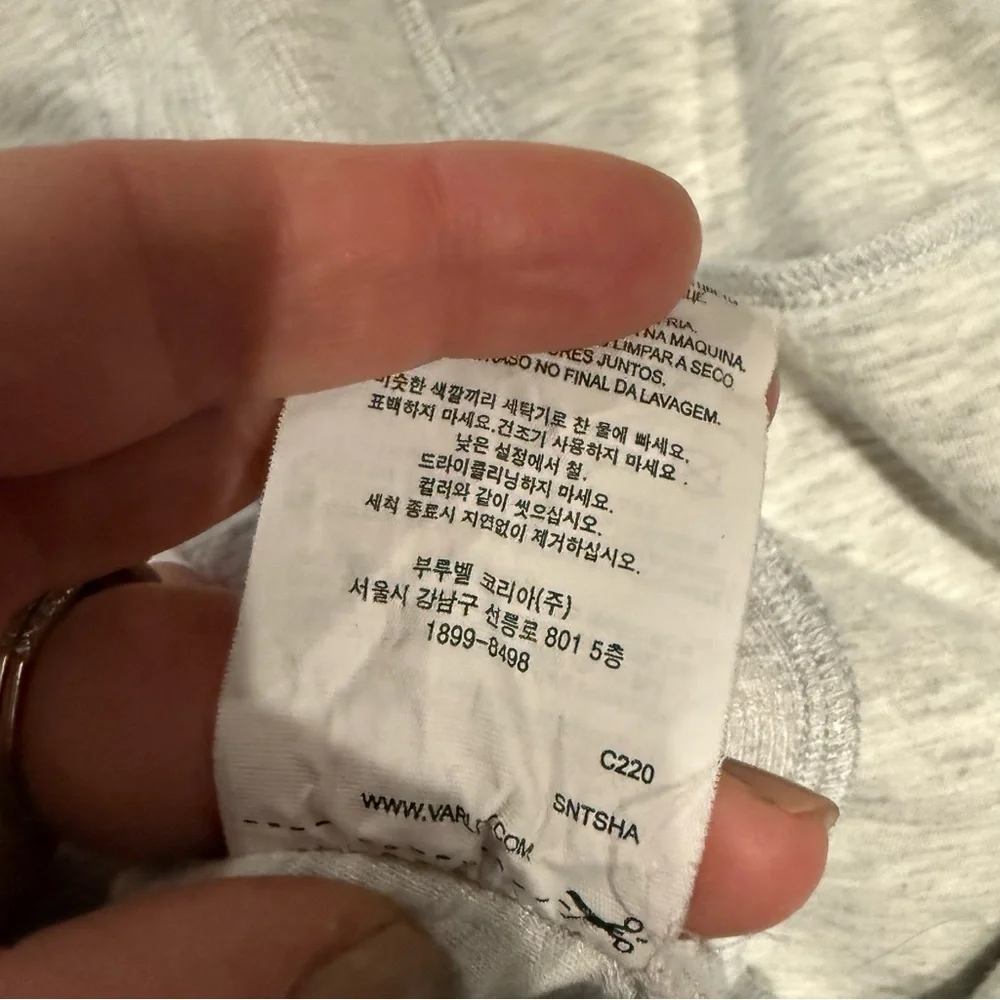 RIA.
NA MAQUINA.
LIMPAR A SECO
JUNTOS.
NO FINAL DA LAVAGEM.
비슷한 색깔끼리 세탁기로 찬 물에 빠세요.
표백하지 마세요.건조기 사용하지 마세요 .
낮은 설정에서 철.
드라이클리닝하지 마세요.
컬러와 같이 씻으십시오.
세척 종료시 지연없이 제거하십시오.
부루벨 코리아(주)
서울시 강남구 선릉로 801 5층
1899-8498
C220
SNTSHA